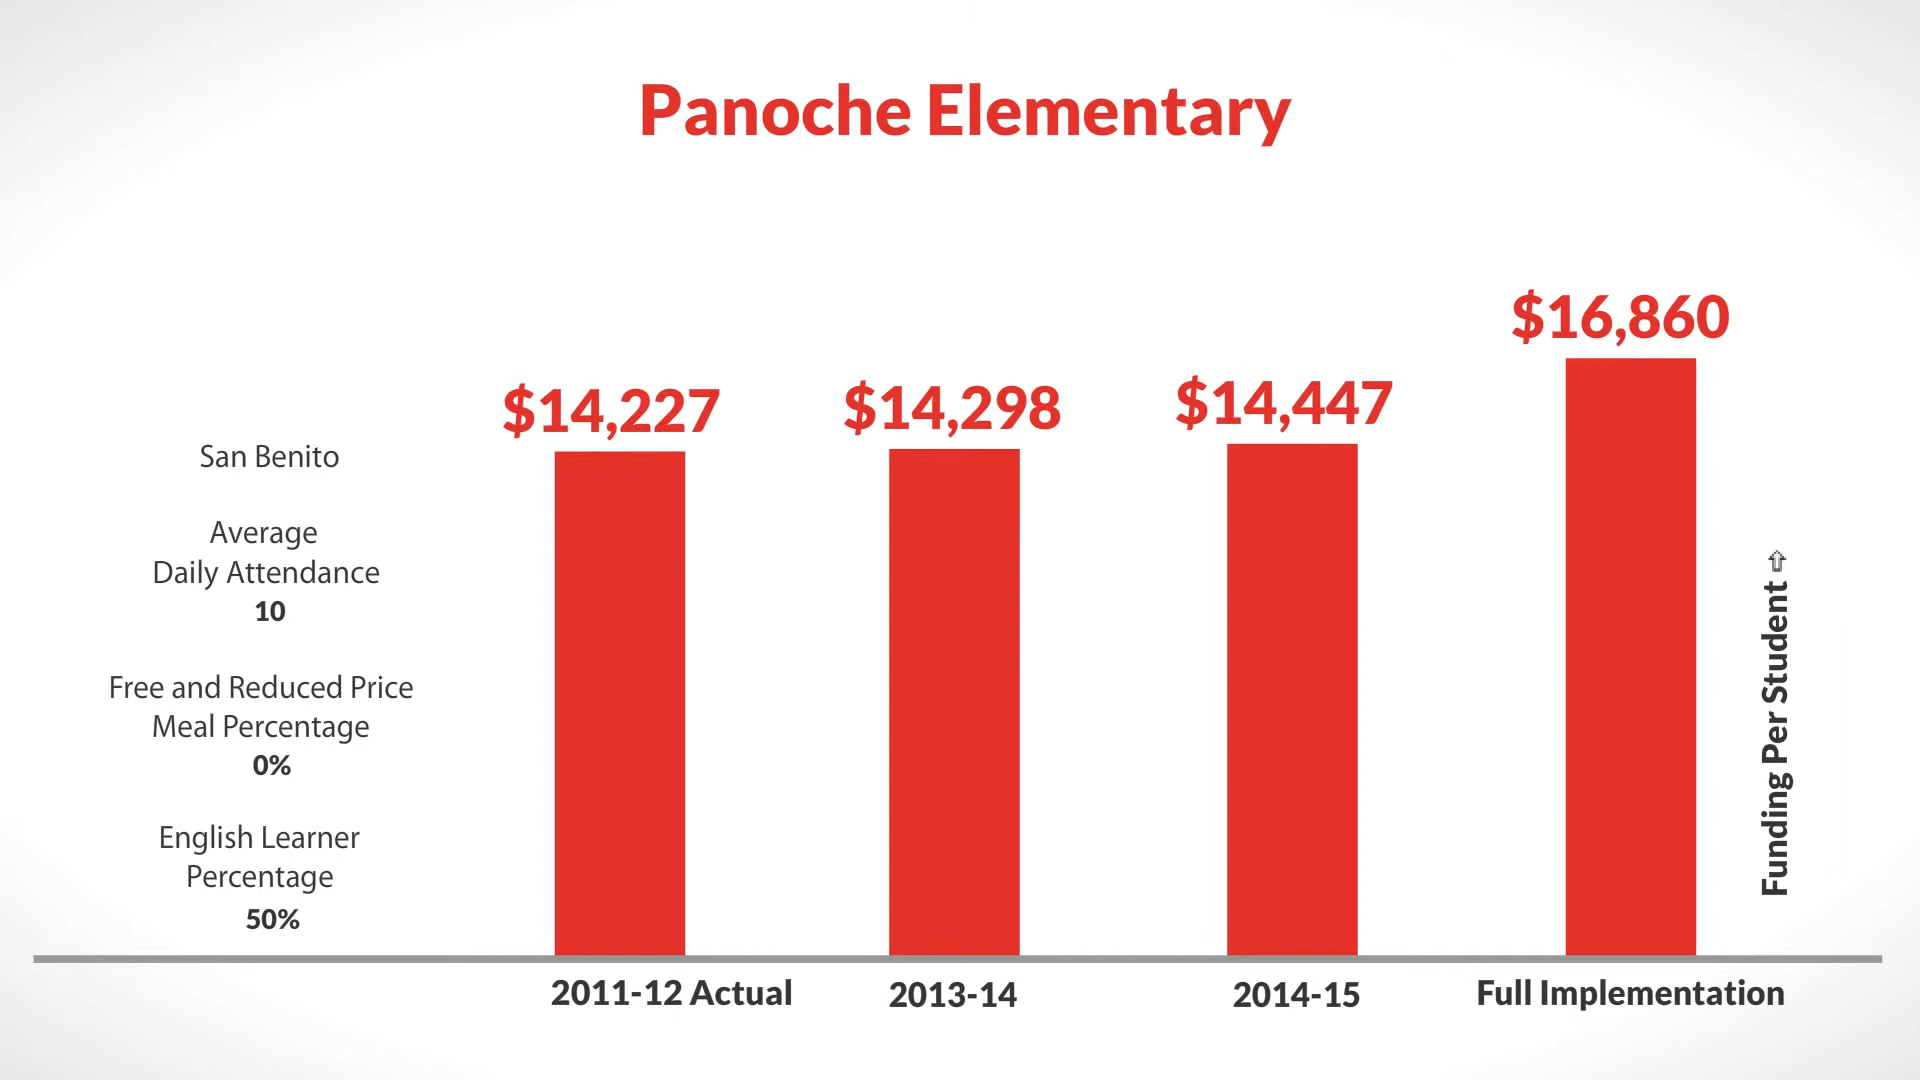 Panoche Elementary
San Benito
Average
Daily Attendance
10
Free and Reduced Price
Meal Percentage
0%
English Learner
Percentage
50%
$14,227
$14,298
$14,447
$16,860
2011-12 Actual
2013-14
2014-15
Full Implementation
Funding Per Student ⇧